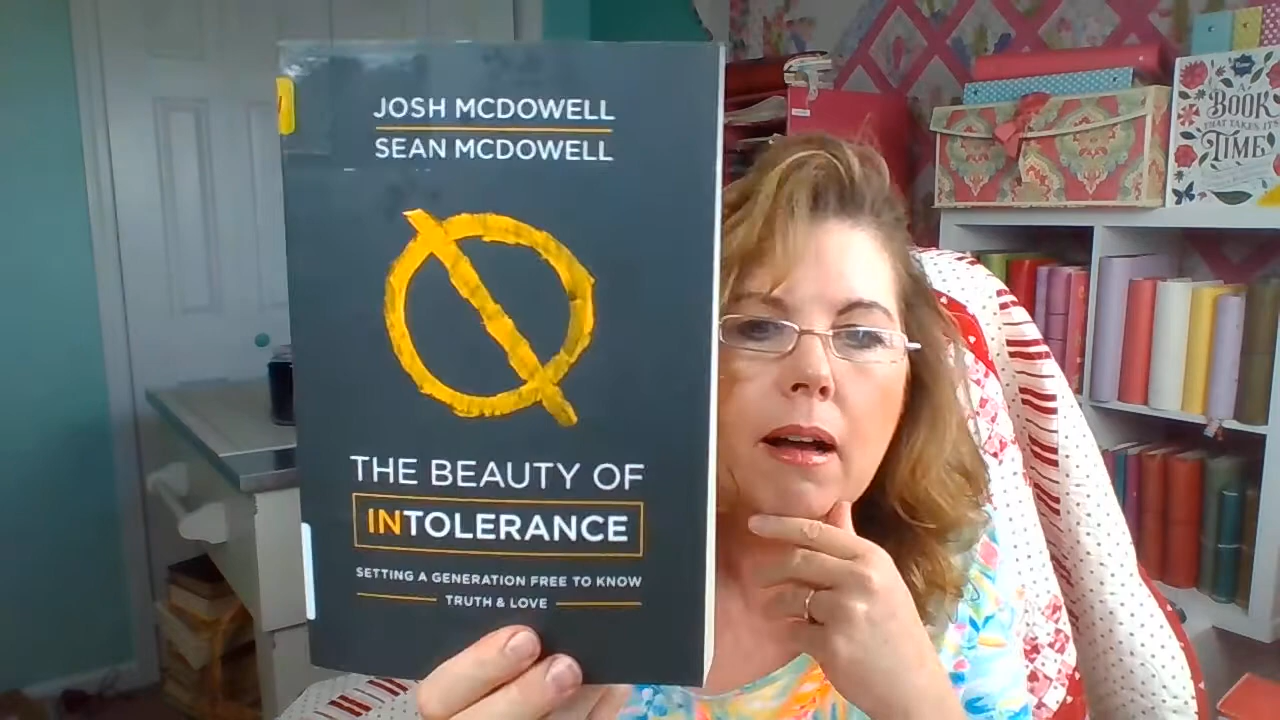 JOSH MCDOWELL
SEAN MCDOWELL
THE BEAUTY OF
INTOLERANCE
SETTING A GENERATION FREE TO KNOW
TRUTH & LOVE
A
BOOK
THAT TAKES ITS
TIME